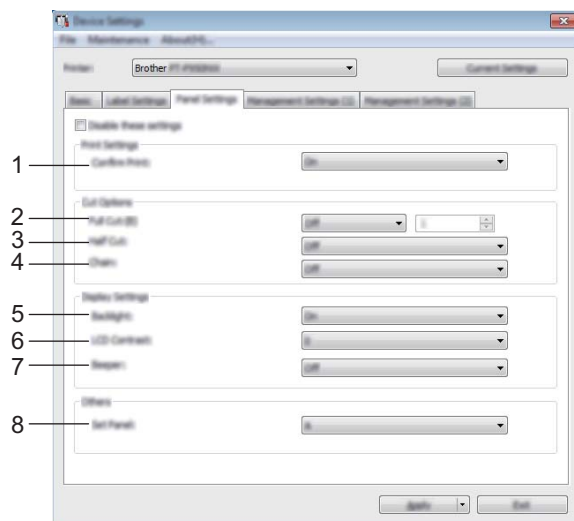 Device Settings
File Maintenance About(M)...
Printer: Brother PT-P950NW Current Settings
Basic Label Settings Panel Settings Management Settings (1) Management Settings (2)
Disable these settings
Print Settings
1 Confirm Print: On
Cut Options
2 Full Cut: Off 1
3 Half Cut: Off
4 Chain: Off
Display Settings
5 Backlight: On
6 LCD Contrast: 0
7 Beeper: Off
Others
8 Set Panel: A
Apply Exit